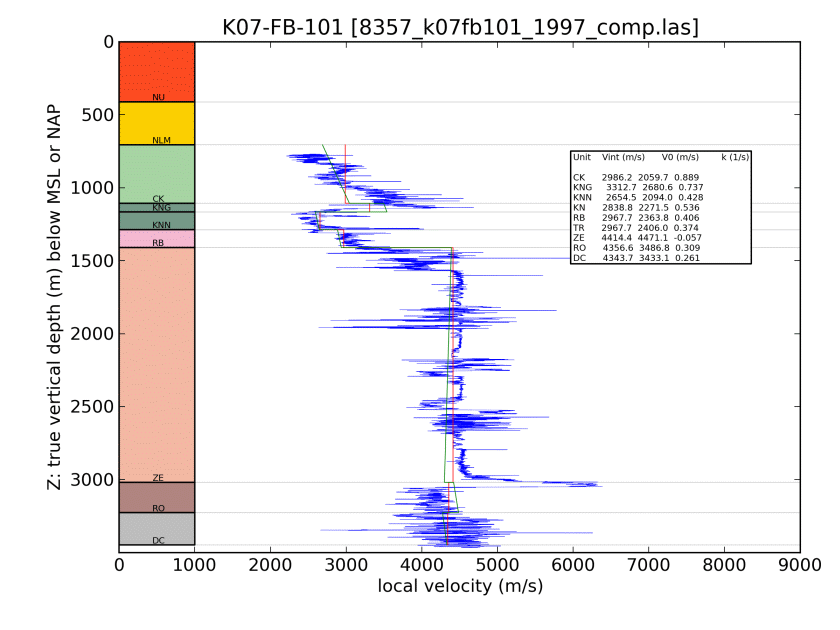 K07-FB-101 [8357_k07fb101_1997_comp.las]
Z: true vertical depth (m) below MSL or NAP
0
500
1000
1500
2000
2500
3000
NU
NLM
CK
KNG
KNN
RB
ZE
RO
DC
Unit Vint (m/s) V0 (m/s) k (1/s)
CK 2986.2 2059.7 0.889
KNG 3312.7 2680.6 0.737
KNN 2654.5 2094.0 0.428
KN 2838.8 2271.5 0.536
RB 2967.7 2363.8 0.406
TR 2967.7 2406.0 0.374
ZE 4414.4 4471.1 -0.057
RO 4356.6 3486.8 0.309
DC 4343.7 3433.1 0.261
0 1000 2000 3000 4000 5000 6000 7000 8000 9000
local velocity (m/s)